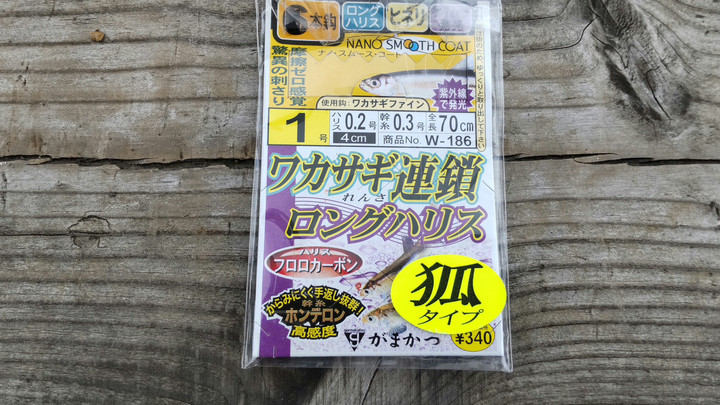 本鈎
ロング
ハリス
ヒネリ
NANO SMOOTH COAT
ナノスムースコート
摩擦ゼロ感覚
驚異の刺さり
紫外線
で発光
使用鈎:ワカサギファイン
1号
ハリス0.2号
4cm
幹糸0.3号
全長70cm
商品No. W-186
ワカサギ連鎖
れんさ
ロングハリス
ハリス
フロロカーボン
からみにくく手返し抜群!
幹糸
ホンテロン
高感度
狐
タイプ
がまかつ
¥340